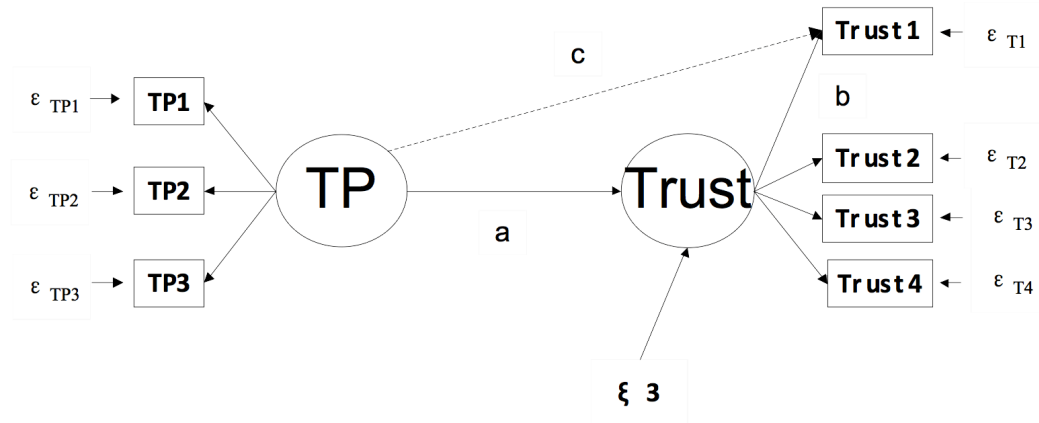 Trust 1
ε T1
c
ε TP1
TP1
b
TP
Trust
Trust 2
ε T2
ε TP2
TP2
Trust 3
ε T3
a
ε TP3
TP3
Trust 4
ε T4
ξ 3